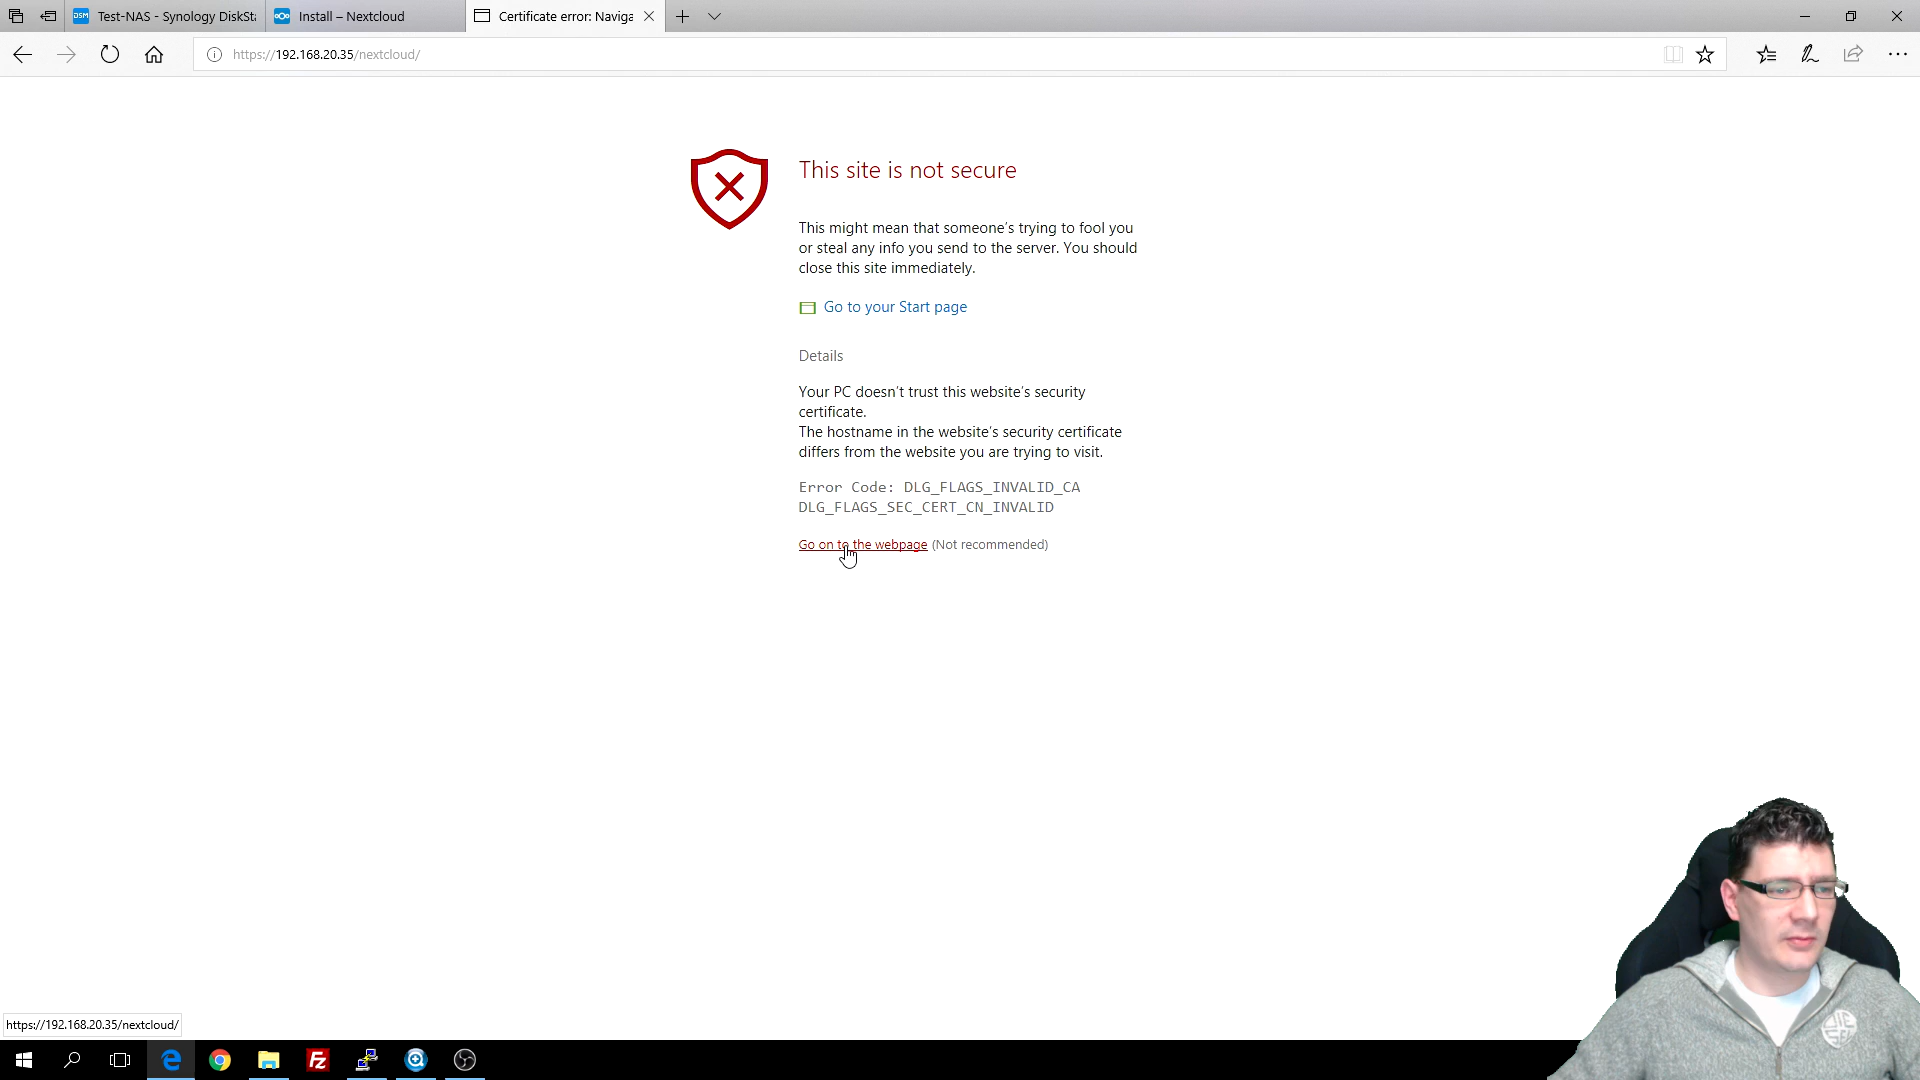 Test-NAS - Synology DiskSta
Install – Nextcloud
Certificate error: Naviga
https://192.168.20.35/nextcloud/
This site is not secure
This might mean that someone's trying to fool you
or steal any info you send to the server. You should
close this site immediately.
Go to your Start page
Details
Your PC doesn't trust this website's security
certificate.
The hostname in the website's security certificate
differs from the website you are trying to visit.
Error Code: DLG_FLAGS_INVALID_CA
DLG_FLAGS_SEC_CERT_CN_INVALID
Go on to the webpage (Not recommended)
https://192.168.20.35/nextcloud/